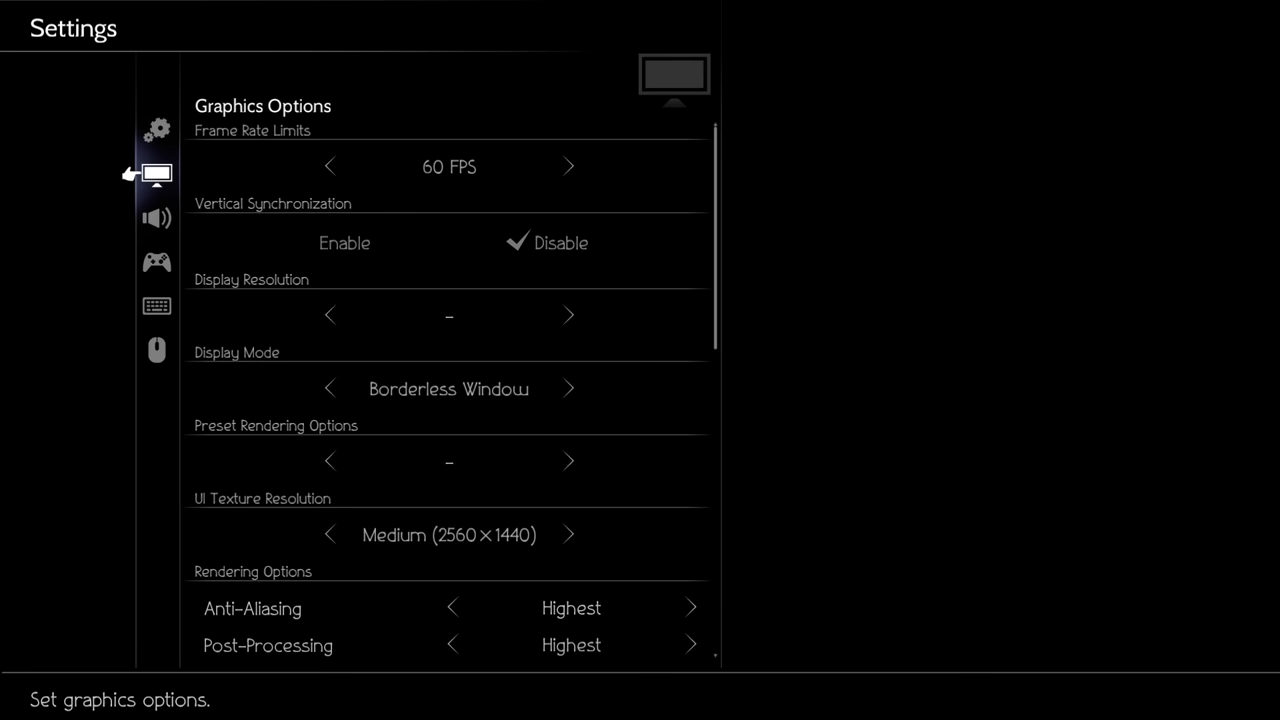 Settings
Graphics Options
Frame Rate Limits
60 FPS
Vertical Synchronization
Enable Disable
Display Resolution
–
Display Mode
Borderless Window
Preset Rendering Options
–
UI Texture Resolution
Medium (2560×1440)
Rendering Options
Anti-Aliasing Highest
Post-Processing Highest
Set graphics options.